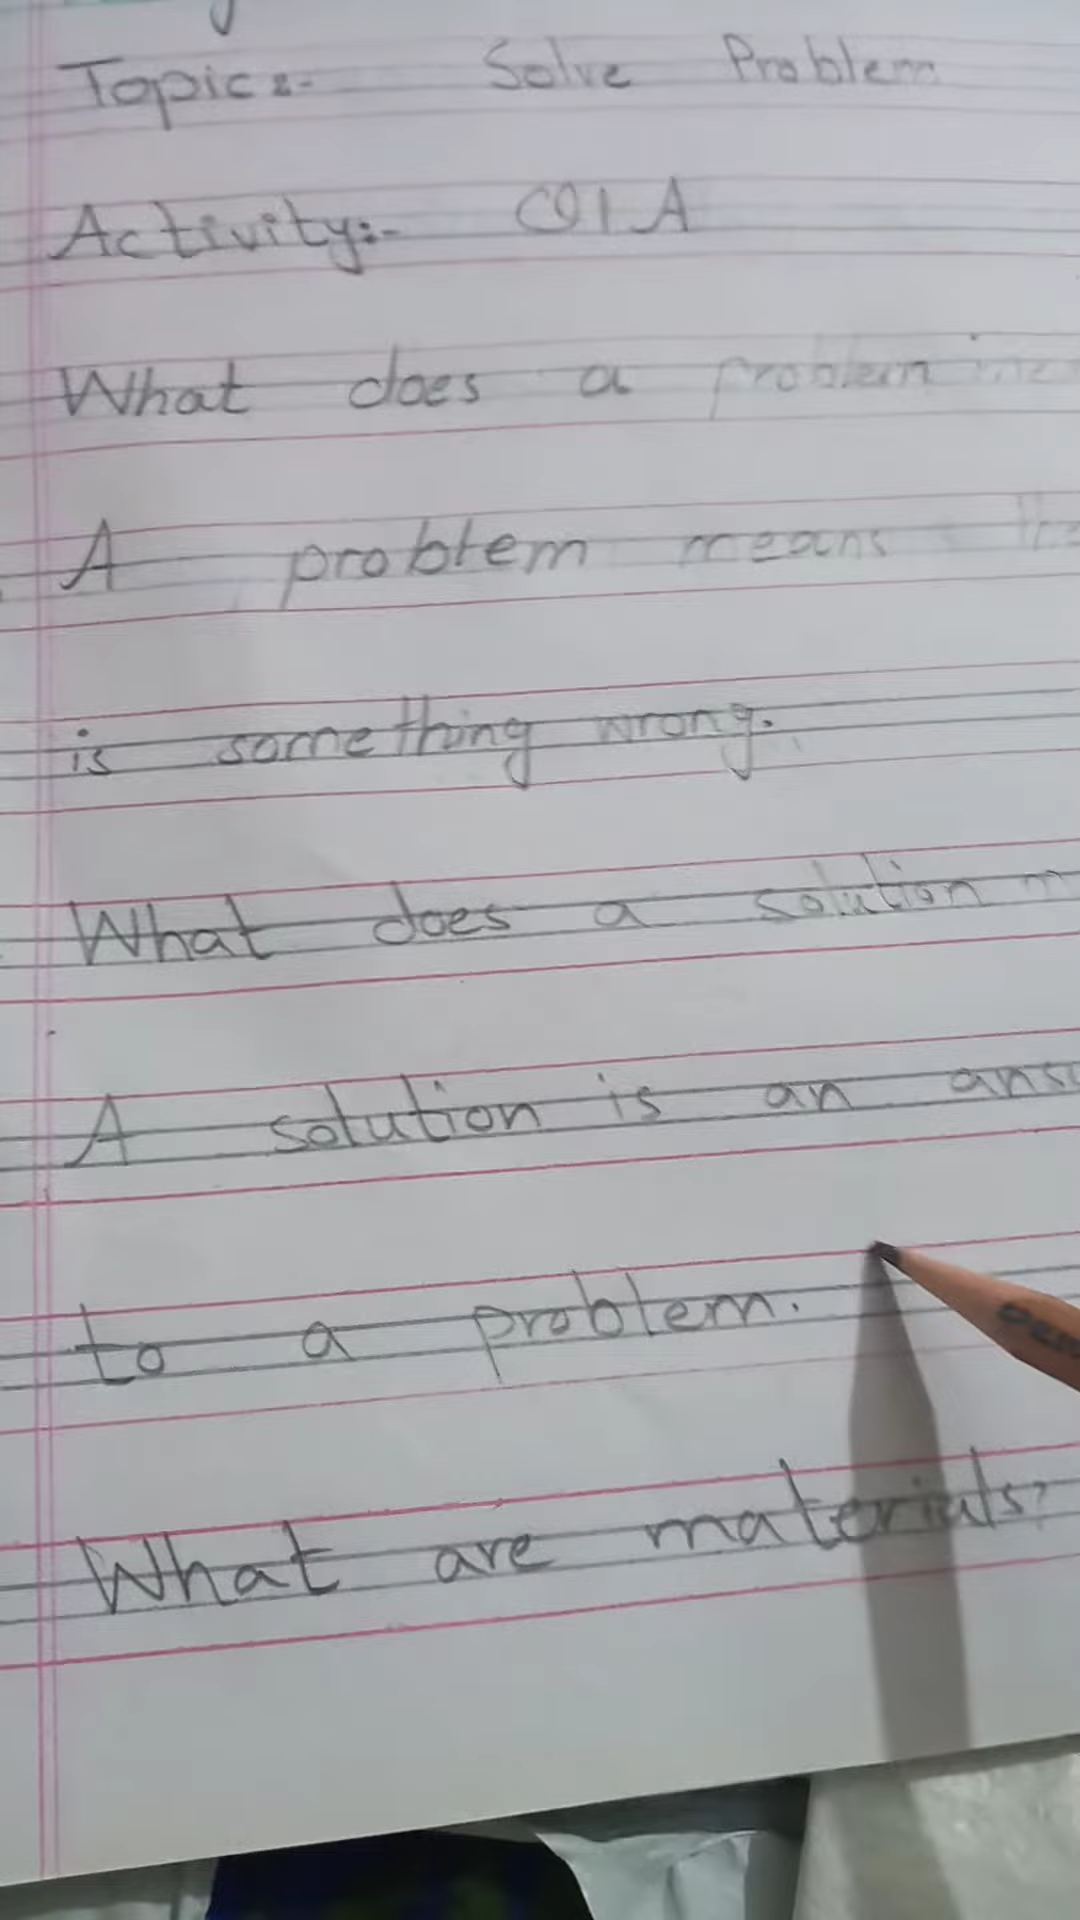 Topic:- Solve Problem
Activity:- Q1A
What does a problem
A problem means
is something wrong.
What does a solution
A solution is an
to a problem.
What are materials?